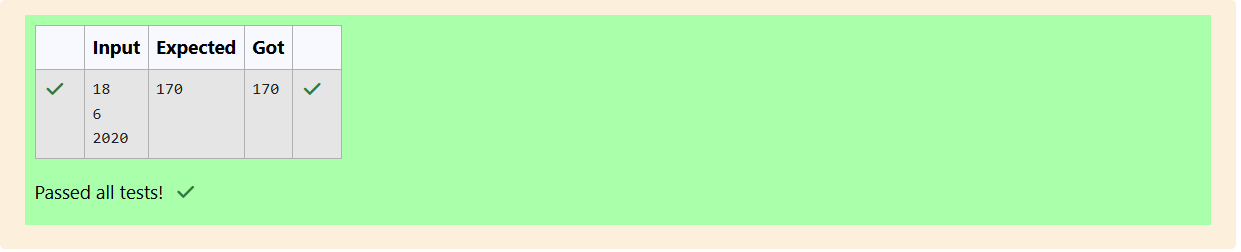 Input Expected Got
18 170 170
6
2020
Passed all tests!